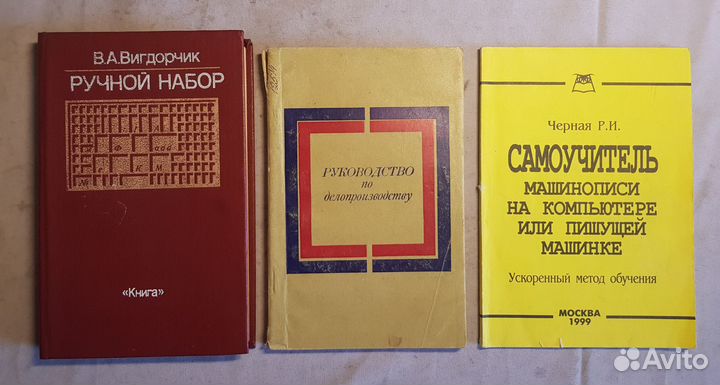 В.А.Вигдорчик
РУЧНОЙ НАБОР
«Книга»
РУКОВОДСТВО
по
делопроизводству
Черная Р.И.
САМОУЧИТЕЛЬ
МАШИНОПИСИ
НА КОМПЬЮТЕРЕ
ИЛИ ПИШУЩЕЙ
МАШИНКЕ
Ускоренный метод обучения
МОСКВА
1999
Avito